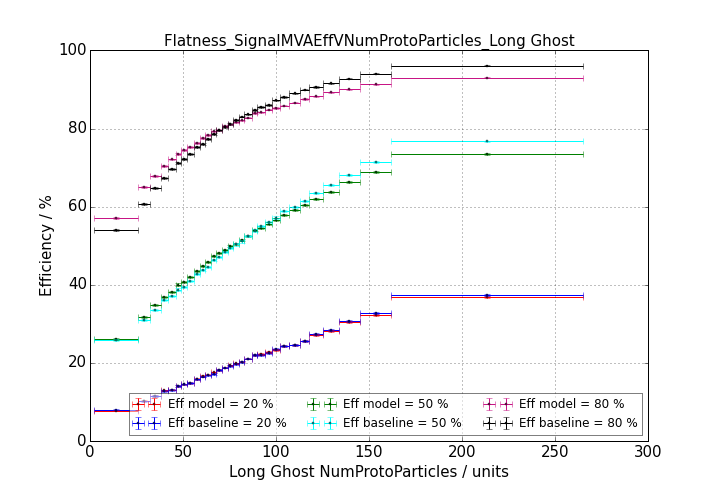 Flatness_SignalMVAEffVNumProtoParticles_Long Ghost
100
80
60
40
20
0
Efficiency / %
0 50 100 150 200 250 300
Long Ghost NumProtoParticles / units
Eff model = 20 % Eff model = 50 % Eff model = 80 %
Eff baseline = 20 % Eff baseline = 50 % Eff baseline = 80 %